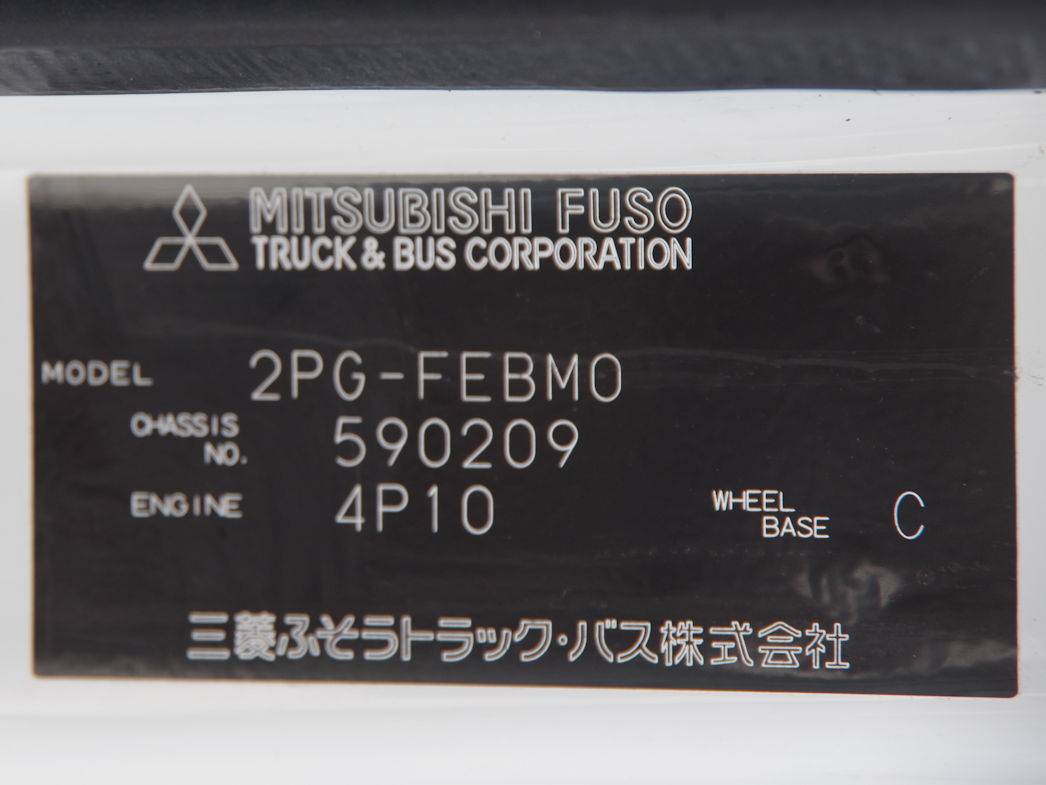 MITSUBISHI FUSO
TRUCK & BUS CORPORATION
MODEL 2PG-FEBM0
CHASSIS NO. 590209
ENGINE 4P10 WHEEL BASE C
三菱ふそうトラック・バス株式会社